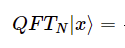 QFT_N|x⟩ =